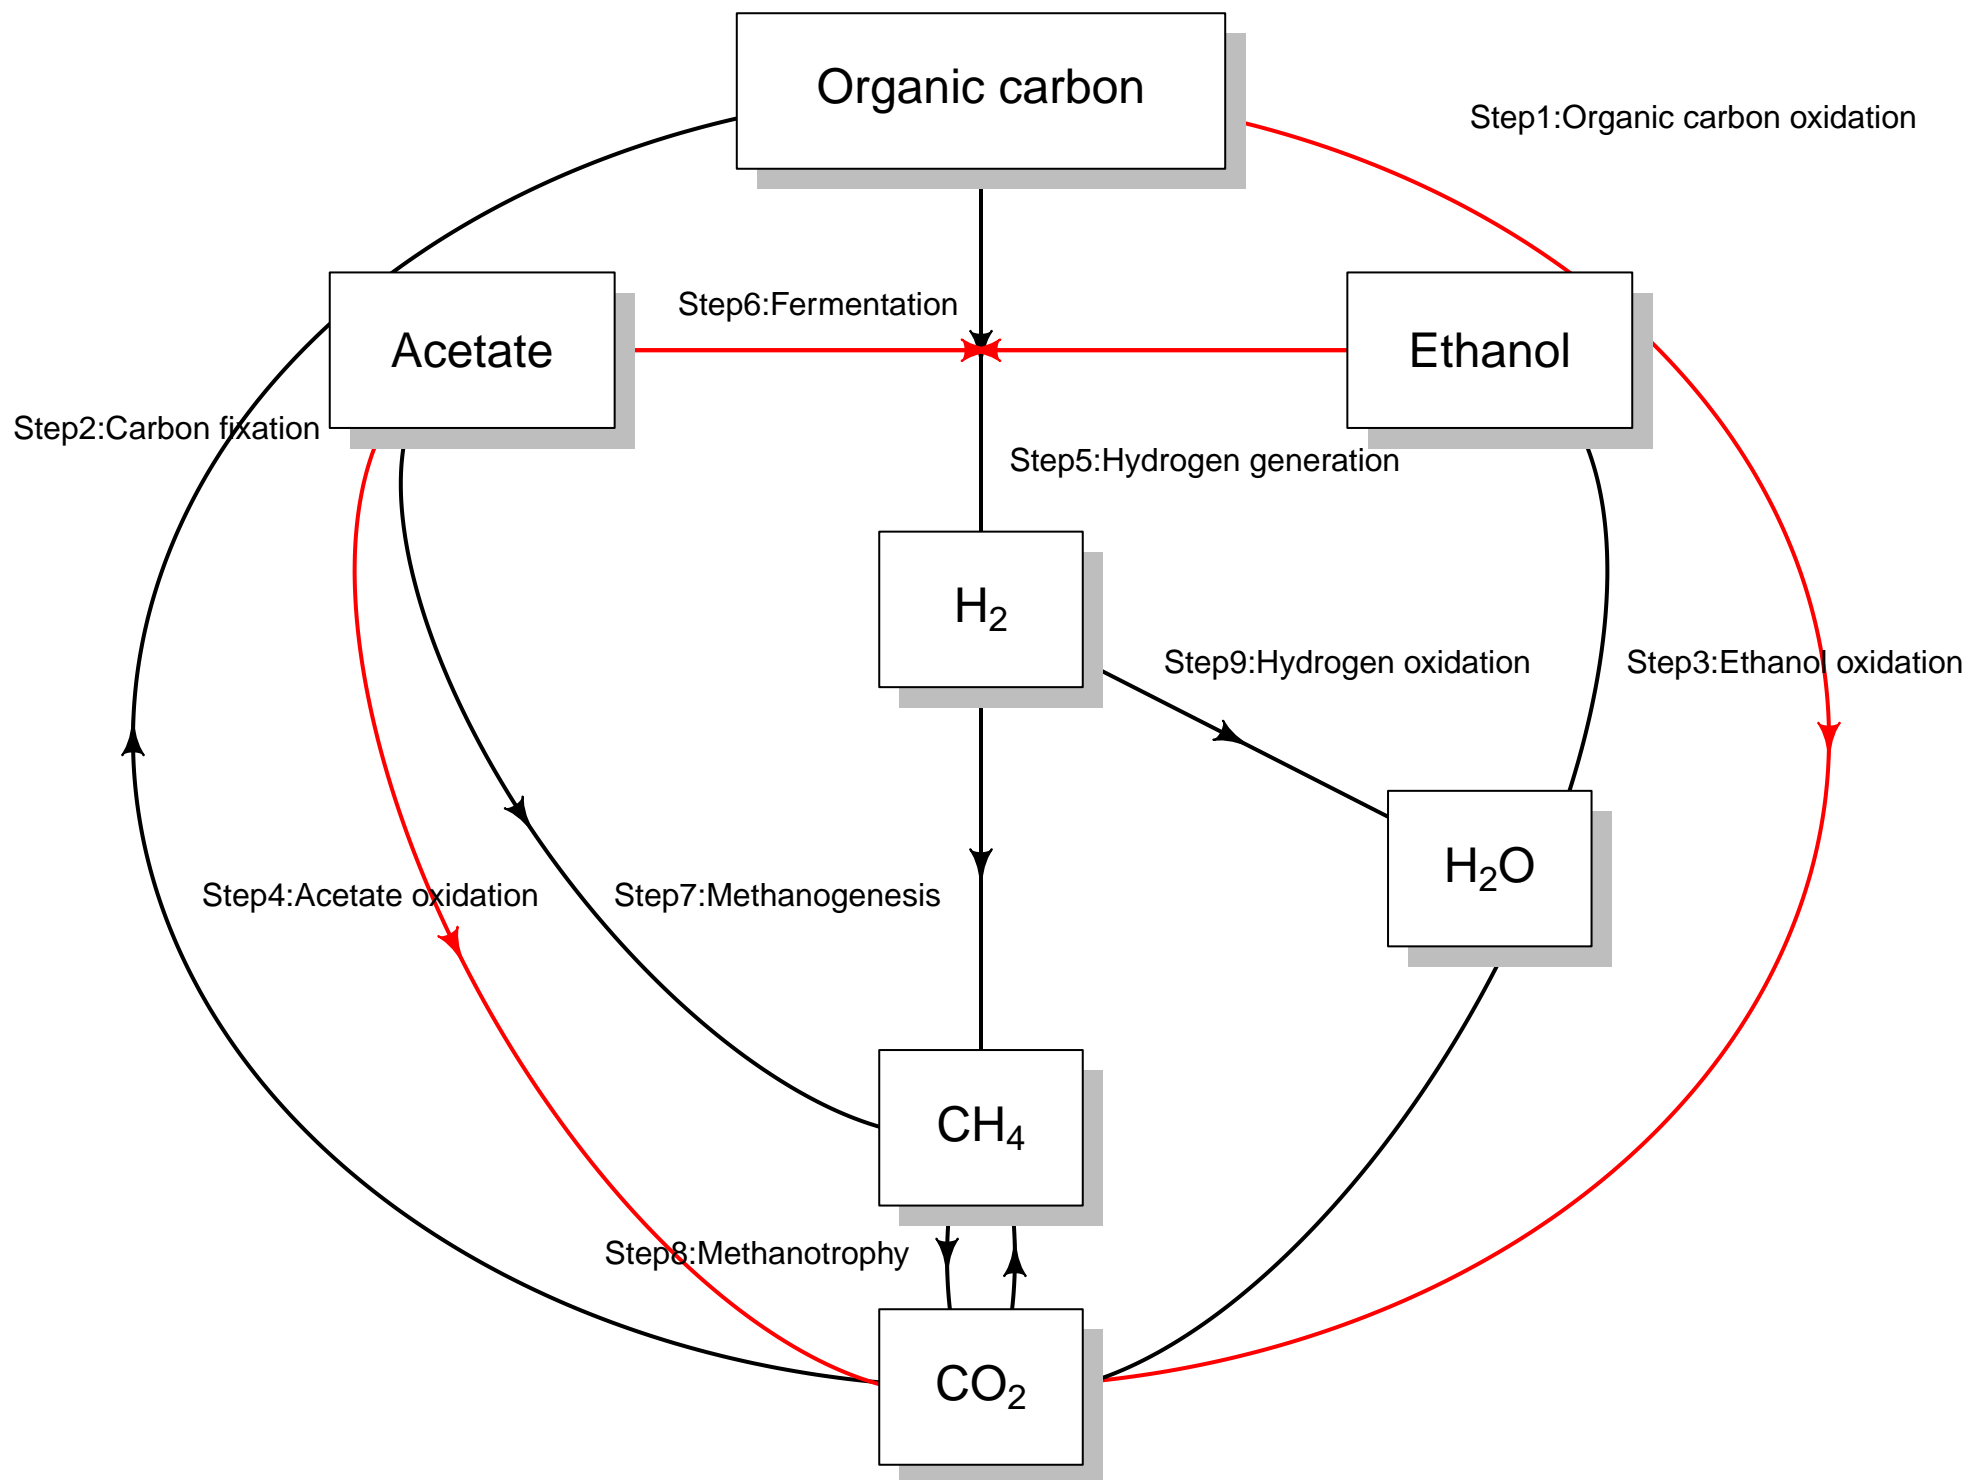 Organic carbon
Step1:Organic carbon oxidation
Step6:Fermentation
Acetate
Ethanol
Step2:Carbon fixation
Step5:Hydrogen generation
H₂
Step9:Hydrogen oxidation
Step3:Ethanol oxidation
H₂O
Step4:Acetate oxidation
Step7:Methanogenesis
CH₄
Step8:Methanotrophy
CO₂